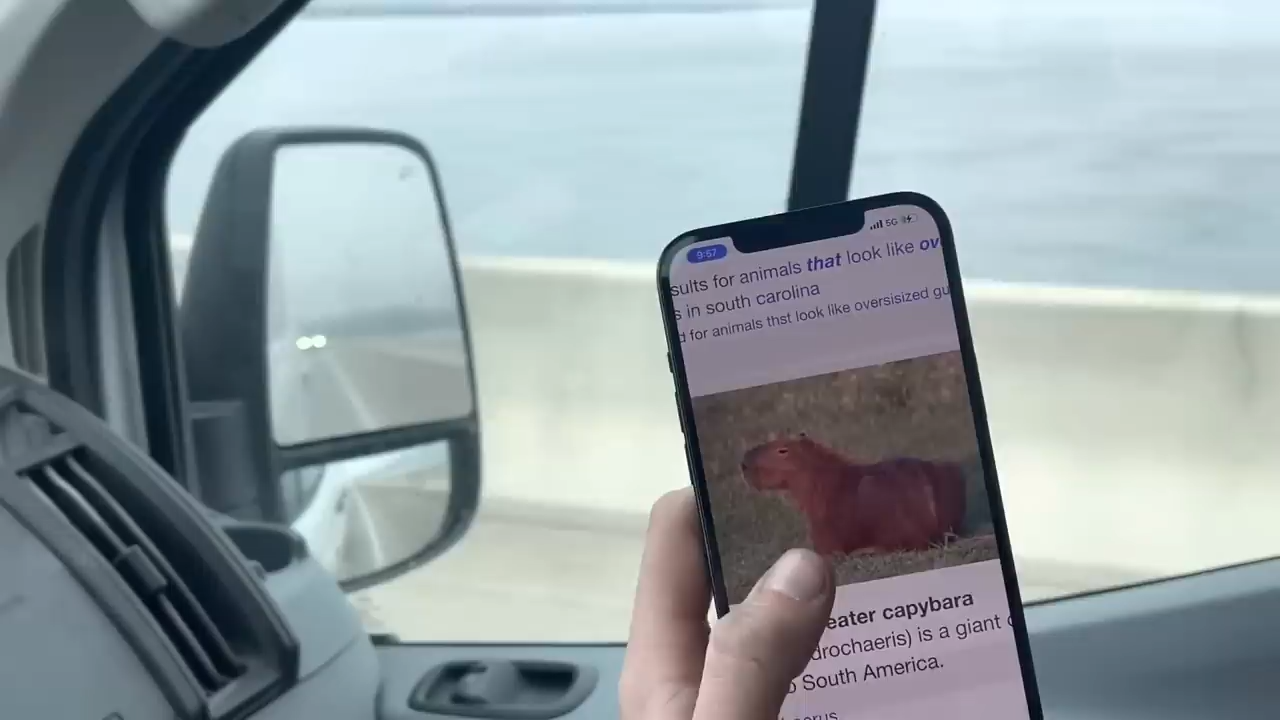 9:57
5G
sults for animals that look like ov
s in south carolina
d for animals thst look like oversisized gu
eater capybara
drochaeris) is a giant
o South America.